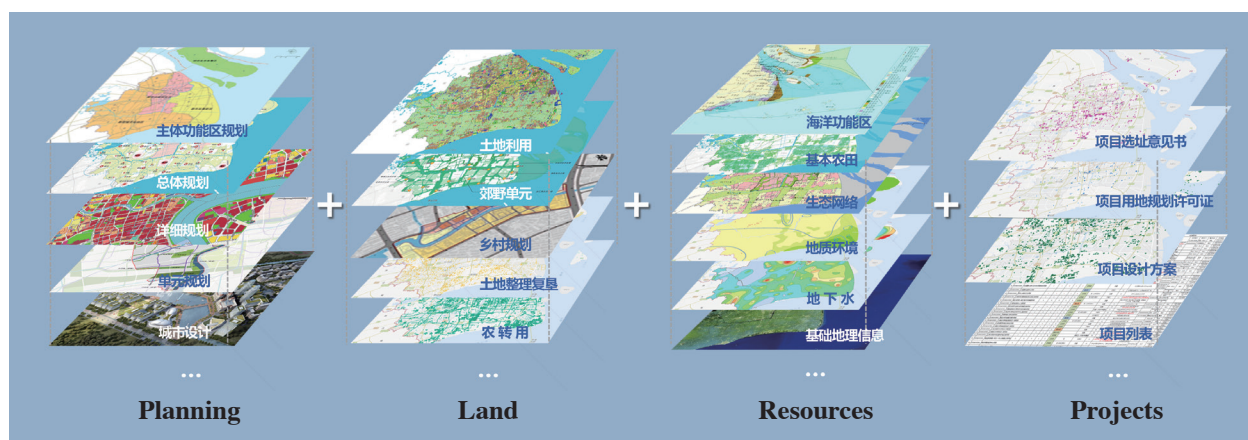 主体功能区规划
总体规划
详细规划
单元规划
城市设计
...
Planning
+
土地利用
郊野单元
乡村规划
土地整理复垦
农转用
...
Land
+
海洋功能区
基本农田
生态网络
地质环境
地下水
基础地理信息
...
Resources
+
项目选址意见书
项目用地规划许可证
项目设计方案
项目列表
...
Projects